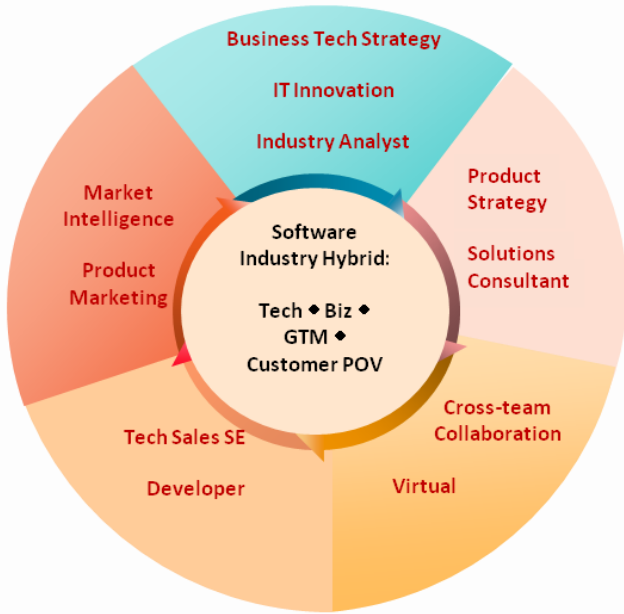 Business Tech Strategy
IT Innovation
Industry Analyst
Product
Strategy
Solutions
Consultant
Cross-team
Collaboration
Virtual
Tech Sales SE
Developer
Market
Intelligence
Product
Marketing
Software
Industry Hybrid:
Tech ◆ Biz ◆
GTM ◆
Customer POV